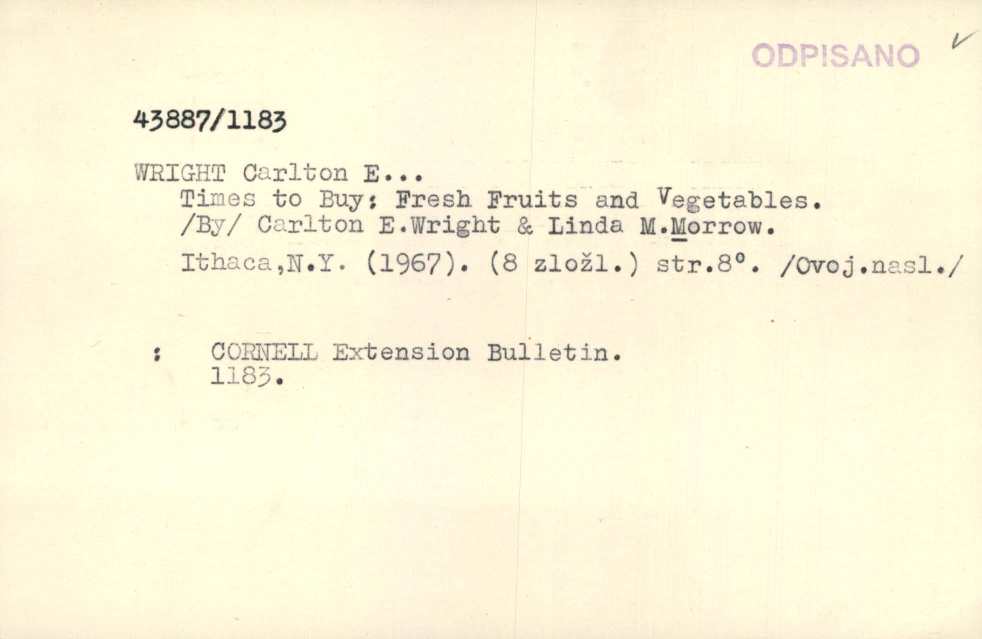 ODPISANO
43887/1183
WRIGHT Carlton E...
Times to Buy: Fresh Fruits and Vegetables.
/By/ Carlton E.Wright & Linda M.Morrow.
Ithaca,N.Y. (1967). (8 zložl.) str.8°. /Ovoj.nasl./
: CORNELL Extension Bulletin.
1183.